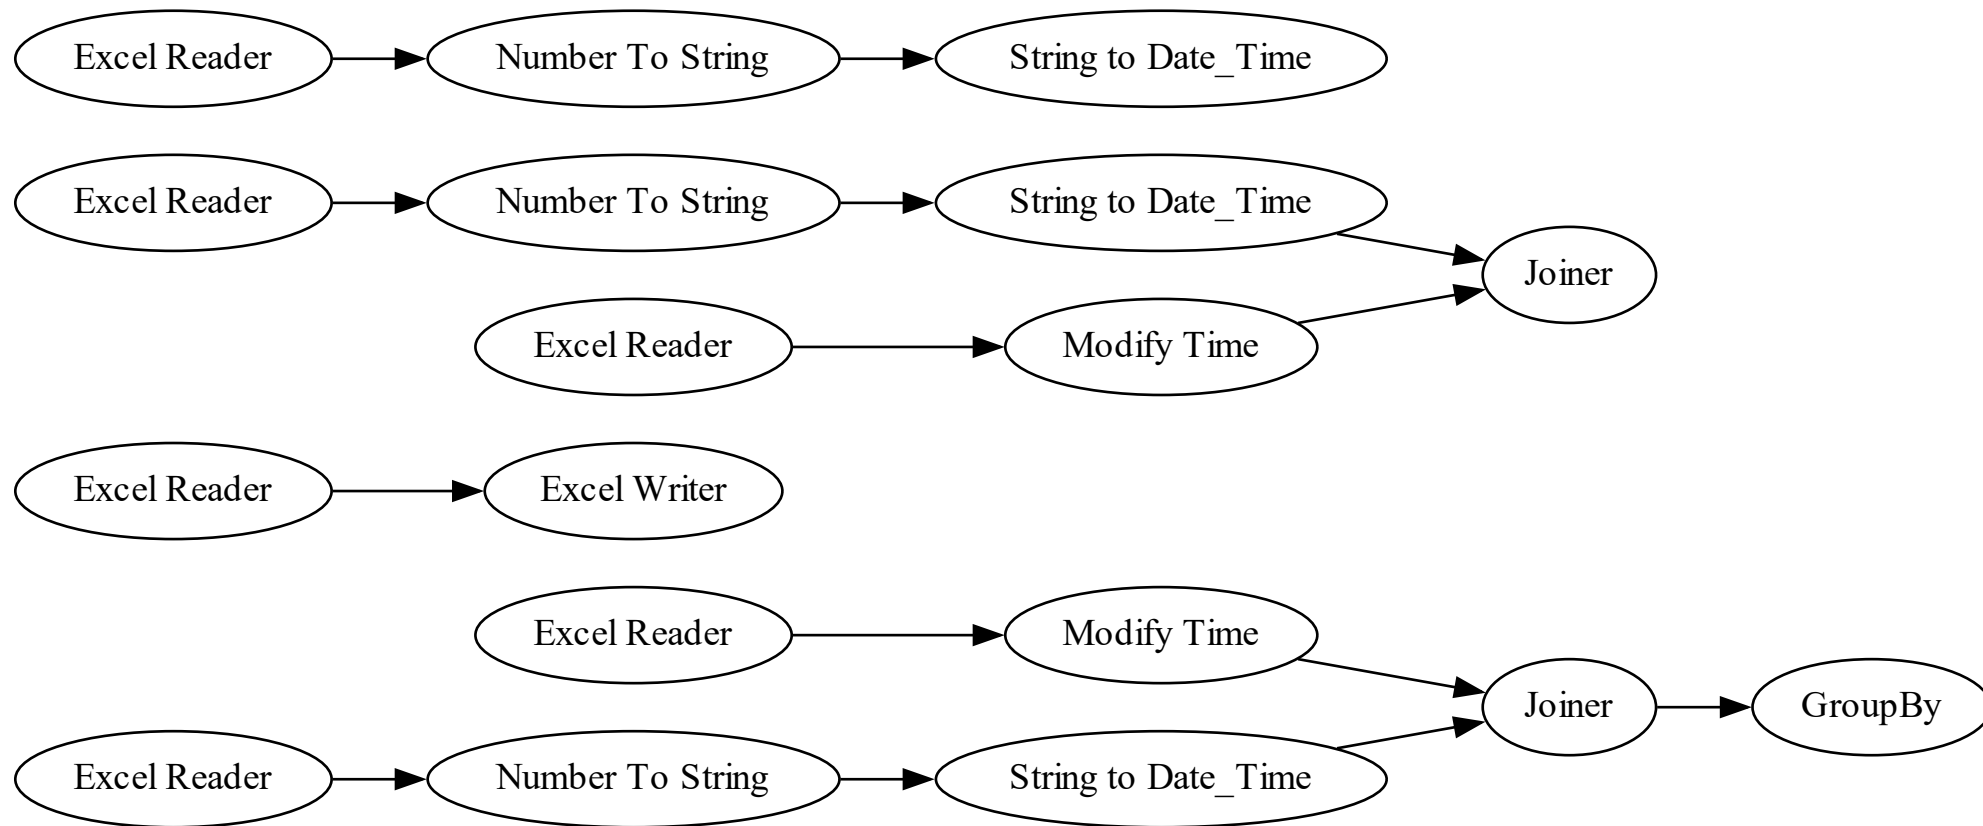 Excel Reader
Number To String
String to Date_Time
Excel Reader
Number To String
String to Date_Time
Joiner
Excel Reader
Modify Time
Excel Reader
Excel Writer
Excel Reader
Modify Time
Joiner
GroupBy
Excel Reader
Number To String
String to Date_Time